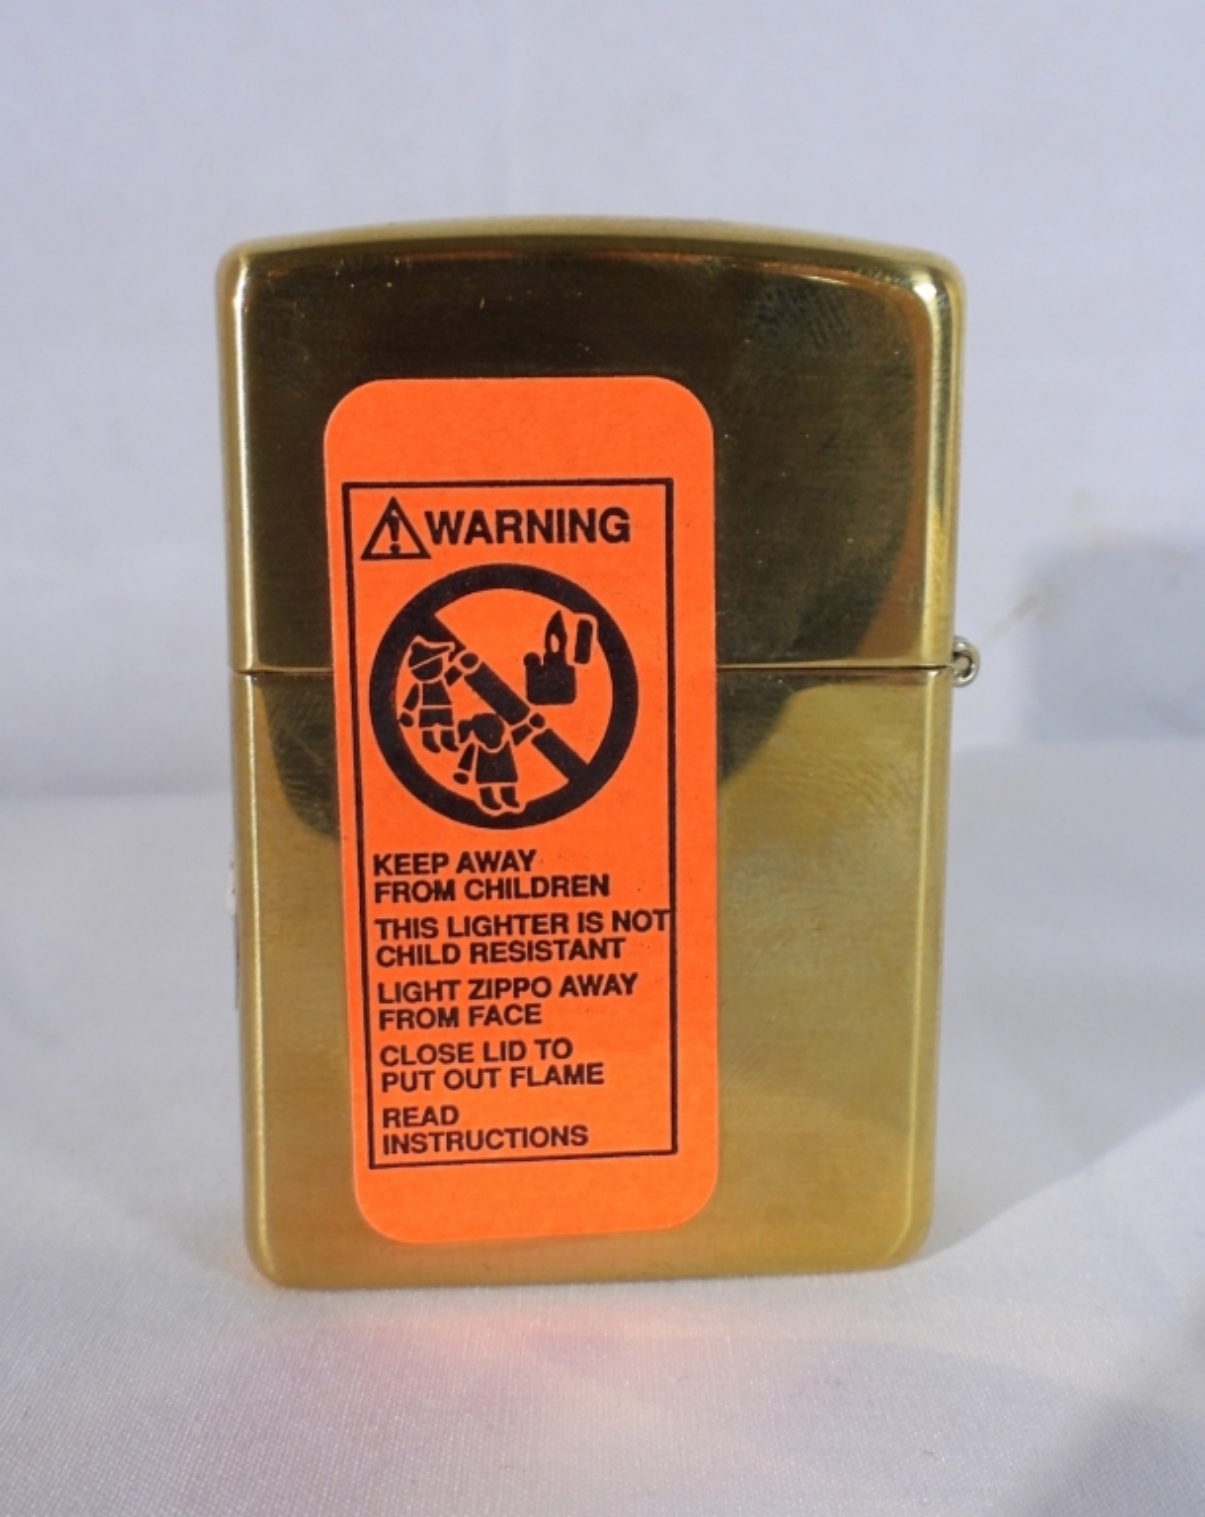 WARNING
KEEP AWAY
FROM CHILDREN
THIS LIGHTER IS NOT
CHILD RESISTANT
LIGHT ZIPPO AWAY
FROM FACE
CLOSE LID TO
PUT OUT FLAME
READ
INSTRUCTIONS